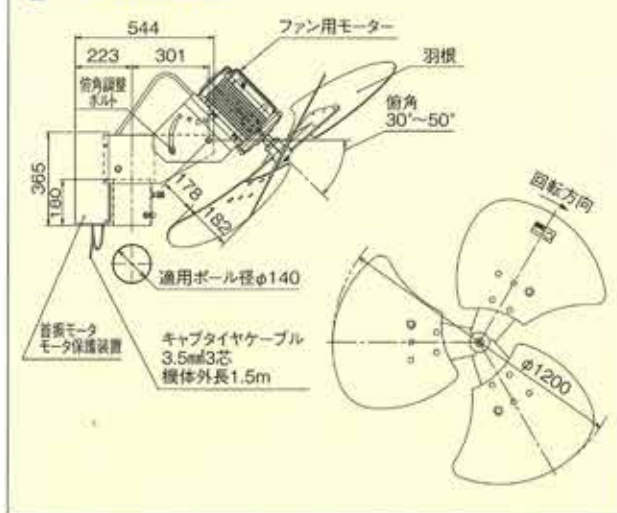 544
ファン用モーター
223
301
羽根
俯角調整
ボルト
俯角
30°～50°
365
180
178
182
回転方向
適用ポール径φ140
首振モータ
モータ保護装置
キャブタイヤケーブル
3.5m㎡3芯
機体外長1.5m
φ1200